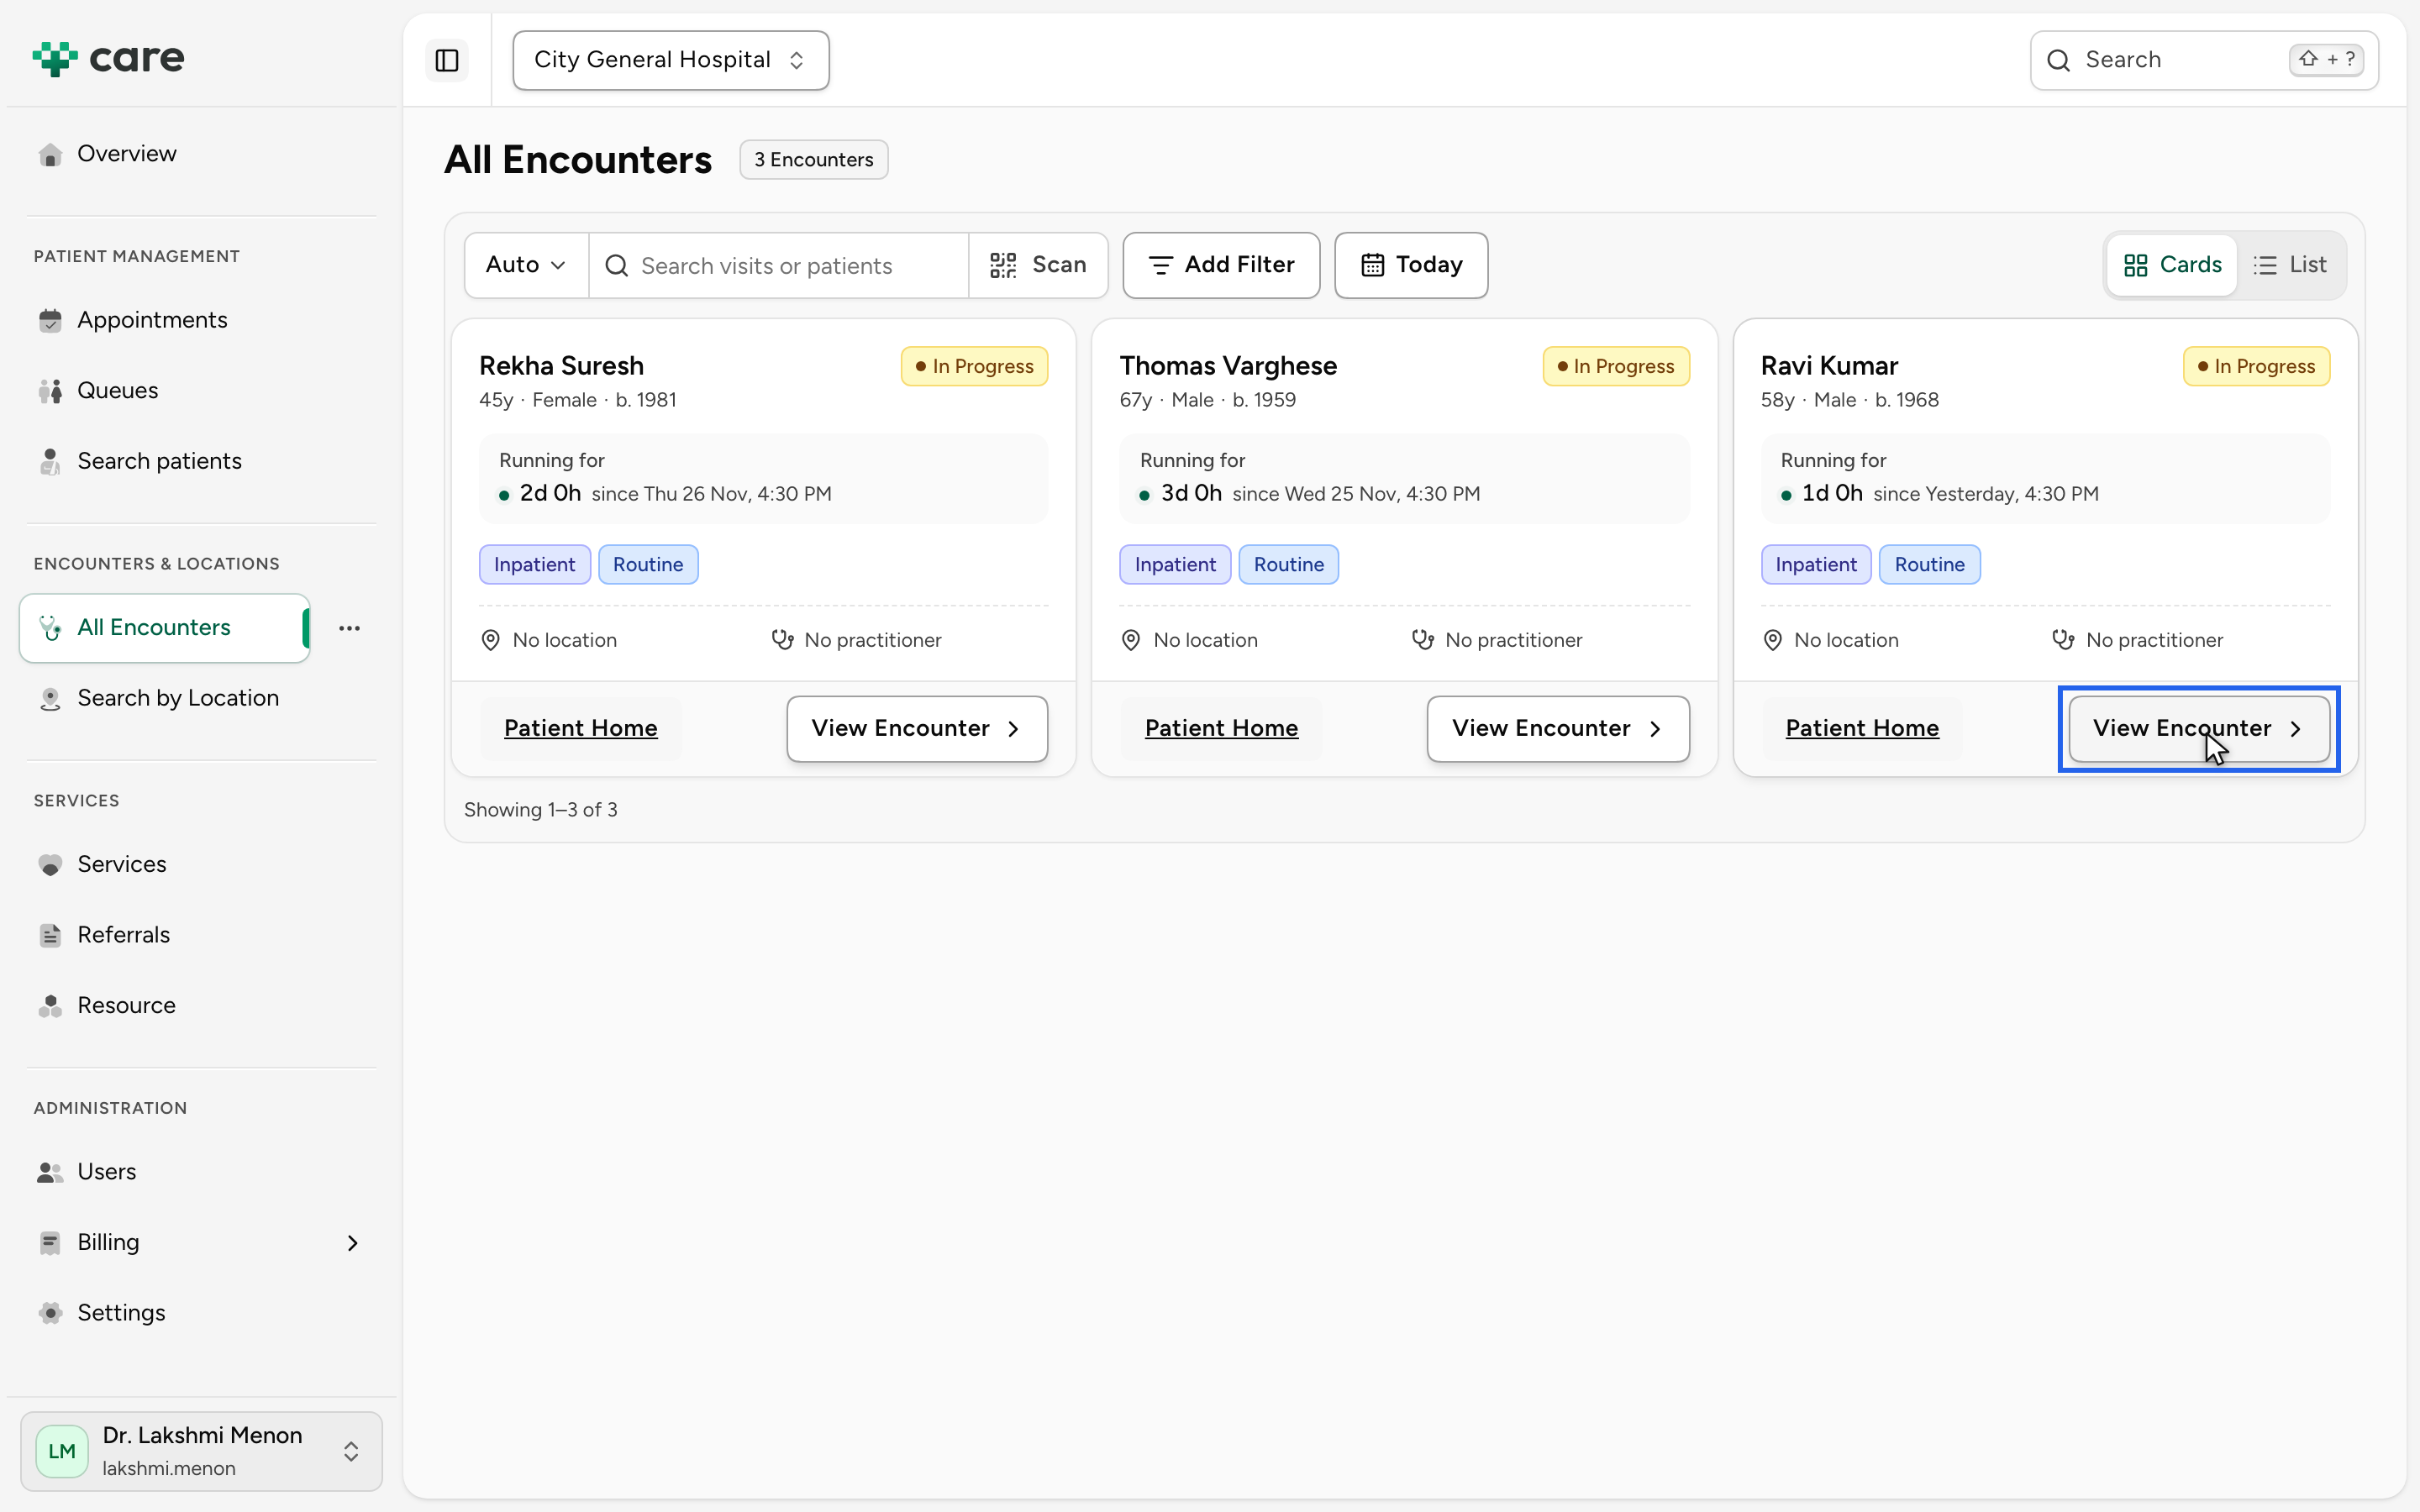 care
City General Hospital
Search
+ ?
Overview
PATIENT MANAGEMENT
Appointments
Queues
Search patients
ENCOUNTERS & LOCATIONS
All Encounters
Search by Location
SERVICES
Services
Referrals
Resource
ADMINISTRATION
Users
Billing
Settings
LM
Dr. Lakshmi Menon
lakshmi.menon
All Encounters
3 Encounters
Auto
Search visits or patients
Scan
Add Filter
Today
Cards
List
Rekha Suresh
In Progress
45y · Female · b. 1981
Running for
2d 0h since Thu 26 Nov, 4:30 PM
Inpatient
Routine
No location
No practitioner
Patient Home
View Encounter
Thomas Varghese
In Progress
67y · Male · b. 1959
Running for
3d 0h since Wed 25 Nov, 4:30 PM
Inpatient
Routine
No location
No practitioner
Patient Home
View Encounter
Ravi Kumar
In Progress
58y · Male · b. 1968
Running for
1d 0h since Yesterday, 4:30 PM
Inpatient
Routine
No location
No practitioner
Patient Home
View Encounter
Showing 1–3 of 3